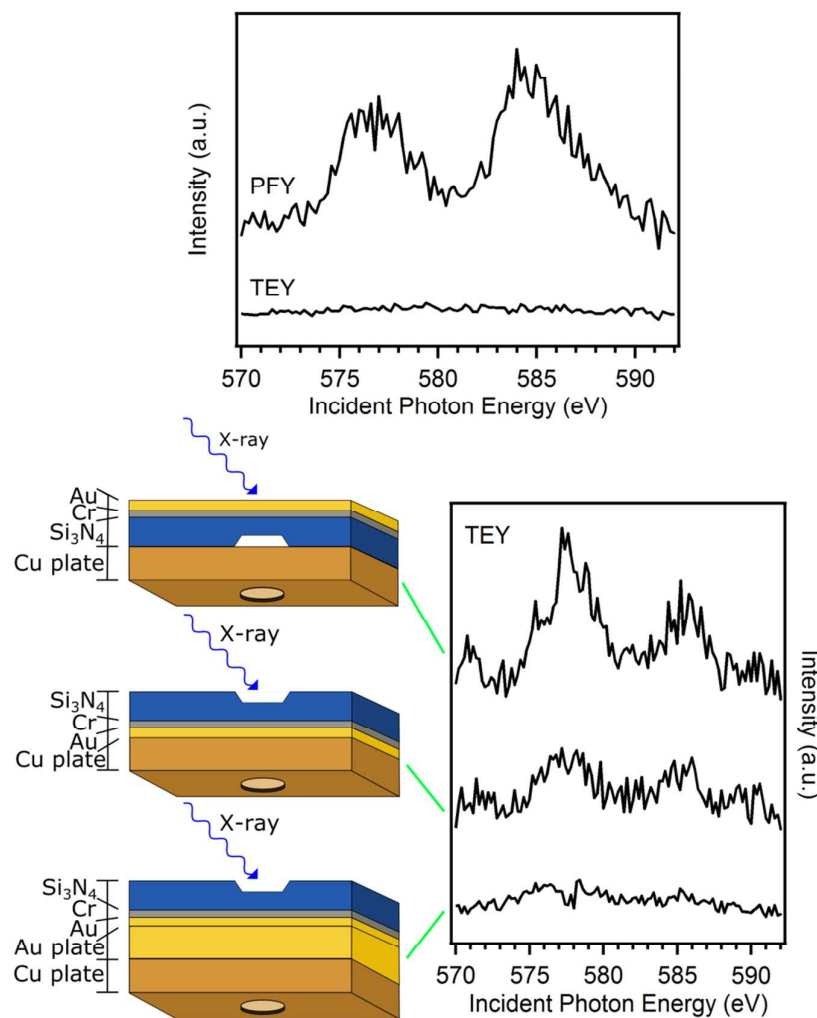 Intensity (a.u.)
PFY
TEY
570 575 580 585 590
Incident Photon Energy (eV)
X-ray
Au
Cr
Si₃N₄
Cu plate
X-ray
Si₃N₄
Cr
Au
Cu plate
X-ray
Si₃N₄
Cr
Au
Au plate
Cu plate
TEY
Intensity (a.u.)
570 575 580 585 590
Incident Photon Energy (eV)